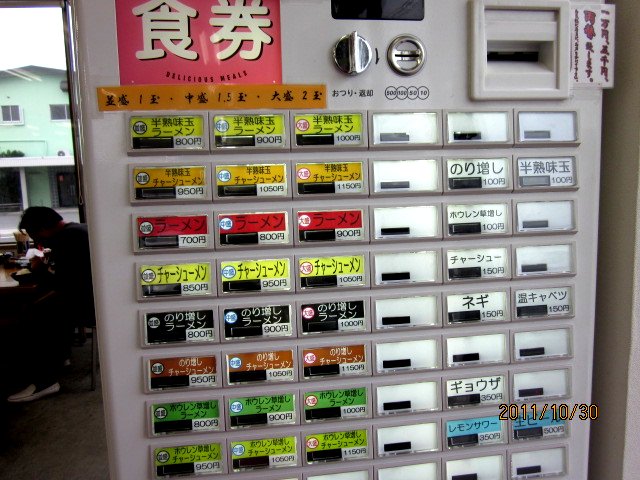 食券
DELICIOUS MEALS
一万円、五千円、
両替致します。
おつり・返却
500 100 50 10
並盛1玉・中盛1.5玉・大盛2玉
並盛 半熟味玉ラーメン 800円
中盛 半熟味玉ラーメン 900円
大盛 半熟味玉ラーメン 1000円
並盛 半熟味玉チャーシューメン 950円
中盛 半熟味玉チャーシューメン 1050円
大盛 半熟味玉チャーシューメン 1150円
のり増し 100円
半熟味玉 100円
並盛 ラーメン 700円
中盛 ラーメン 800円
大盛 ラーメン 900円
ホウレン草増し 100円
並盛 チャーシューメン 850円
中盛 チャーシューメン 950円
大盛 チャーシューメン 1050円
チャーシュー 150円
並盛 のり増しラーメン 800円
中盛 のり増しラーメン 900円
大盛 のり増しラーメン 1000円
ネギ 150円
温キャベツ 150円
並盛 のり増しチャーシューメン 950円
中盛 のり増しチャーシューメン 1050円
大盛 のり増しチャーシューメン 1150円
並盛 ホウレン草増しラーメン 800円
中盛 ホウレン草増しラーメン 900円
大盛 ホウレン草増しラーメン 1000円
ギョウザ 350円
並盛 ホウレン草増しチャーシューメン 950円
中盛 ホウレン草増しチャーシューメン 1050円
大盛 ホウレン草増しチャーシューメン 1150円
レモンサワー 350円
生ビール 500円
2011/10/30